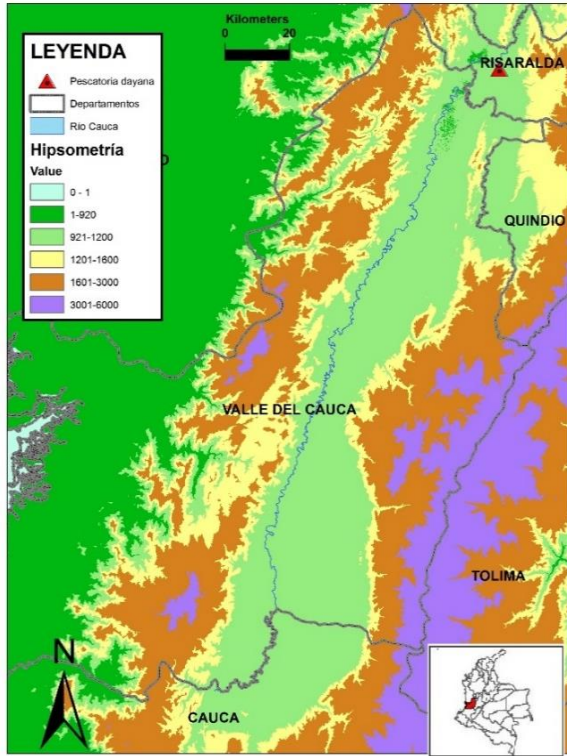 LEYENDA
Pescatoria dayana
Departamentos
Rio Cauca
Hipsometría
Value
0 - 1
1-920
921-1200
1201-1600
1601-3000
3001-6000
Kilometers
0 20
RISARALDA
O
QUINDIO
VALLE DEL CAUCA
TOLIMA
N
CAUCA